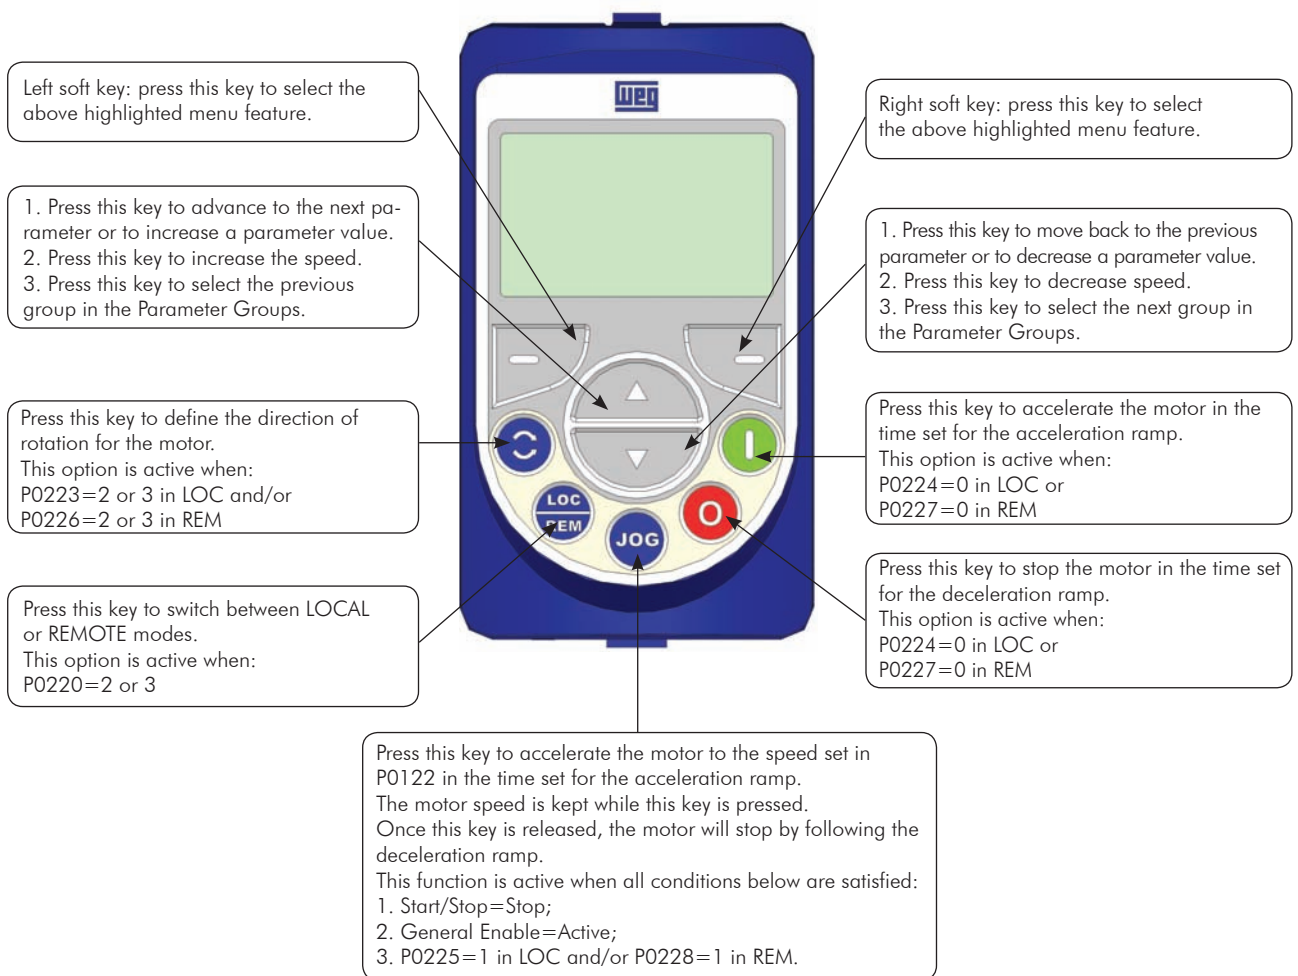 Left soft key: press this key to select the
above highlighted menu feature.
weg
Right soft key: press this key to select
the above highlighted menu feature.
1. Press this key to advance to the next pa-
rameter or to increase a parameter value.
2. Press this key to increase the speed.
3. Press this key to select the previous
group in the Parameter Groups.
1. Press this key to move back to the previous
parameter or to decrease a parameter value.
2. Press this key to decrease speed.
3. Press this key to select the next group in
the Parameter Groups.
Press this key to define the direction of
rotation for the motor.
This option is active when:
P0223=2 or 3 in LOC and/or
P0226=2 or 3 in REM
Press this key to accelerate the motor in the
time set for the acceleration ramp.
This option is active when:
P0224=0 in LOC or
P0227=0 in REM
I
LOC
REM
JOG
O
Press this key to switch between LOCAL
or REMOTE modes.
This option is active when:
P0220=2 or 3
Press this key to stop the motor in the time set
for the deceleration ramp.
This option is active when:
P0224=0 in LOC or
P0227=0 in REM
Press this key to accelerate the motor to the speed set in
P0122 in the time set for the acceleration ramp.
The motor speed is kept while this key is pressed.
Once this key is released, the motor will stop by following the
deceleration ramp.
This function is active when all conditions below are satisfied:
1. Start/Stop=Stop;
2. General Enable=Active;
3. P0225=1 in LOC and/or P0228=1 in REM.